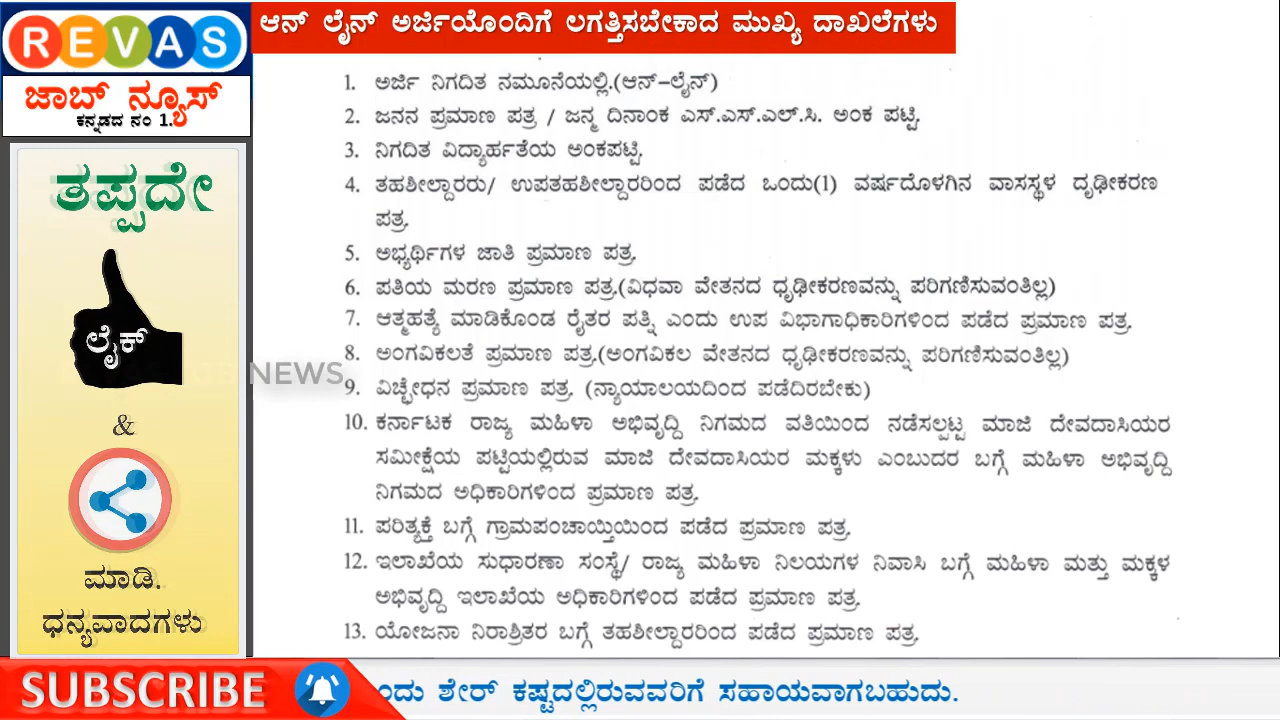 REVAS
ಜಾಬ್ ನ್ಯೂಸ್
ಕನ್ನಡದ ನಂ 1.
ಆನ್ ಲೈನ್ ಅರ್ಜಿಯೊಂದಿಗೆ ಲಗತ್ತಿಸಬೇಕಾದ ಮುಖ್ಯ ದಾಖಲೆಗಳು
ತಪ್ಪದೇ
ಲೈಕ್
&
ಮಾಡಿ.
ಧನ್ಯವಾದಗಳು
1. ಅರ್ಜಿ ನಿಗದಿತ ನಮೂನೆಯಲ್ಲಿ.(ಆನ್-ಲೈನ್)
2. ಜನನ ಪ್ರಮಾಣ ಪತ್ರ / ಜನ್ಮ ದಿನಾಂಕ ಎಸ್.ಎಸ್.ಎಲ್.ಸಿ. ಅಂಕ ಪಟ್ಟಿ.
3. ನಿಗದಿತ ವಿದ್ಯಾರ್ಹತೆಯ ಅಂಕಪಟ್ಟಿ.
4. ತಹಶೀಲ್ದಾರರು/ ಉಪತಹಶೀಲ್ದಾರರಿಂದ ಪಡೆದ ಒಂದು(1) ವರ್ಷದೊಳಗಿನ ವಾಸಸ್ಥಳ ದೃಢೀಕರಣ
ಪತ್ರ.
5. ಅಭ್ಯರ್ಥಿಗಳ ಜಾತಿ ಪ್ರಮಾಣ ಪತ್ರ.
6. ಪತಿಯ ಮರಣ ಪ್ರಮಾಣ ಪತ್ರ.(ವಿಧವಾ ವೇತನದ ಧೃಢೀಕರಣವನ್ನು ಪರಿಗಣಿಸುವಂತಿಲ್ಲ)
7. ಆತ್ಮಹತ್ಯೆ ಮಾಡಿಕೊಂಡ ರೈತರ ಪತ್ನಿ ಎಂದು ಉಪ ವಿಭಾಗಾಧಿಕಾರಿಗಳಿಂದ ಪಡೆದ ಪ್ರಮಾಣ ಪತ್ರ.
8. ಅಂಗವಿಕಲತೆ ಪ್ರಮಾಣ ಪತ್ರ.(ಅಂಗವಿಕಲ ವೇತನದ ಧೃಢೀಕರಣವನ್ನು ಪರಿಗಣಿಸುವಂತಿಲ್ಲ)
NEWS
9. ವಿಚ್ಛೇಧನ ಪ್ರಮಾಣ ಪತ್ರ. (ನ್ಯಾಯಾಲಯದಿಂದ ಪಡೆದಿರಬೇಕು)
10. ಕರ್ನಾಟಕ ರಾಜ್ಯ ಮಹಿಳಾ ಅಭಿವೃದ್ದಿ ನಿಗಮದ ವತಿಯಿಂದ ನಡೆಸಲ್ಪಟ್ಟ ಮಾಜಿ ದೇವದಾಸಿಯರ
ಸಮೀಕ್ಷೆಯ ಪಟ್ಟಿಯಲ್ಲಿರುವ ಮಾಜಿ ದೇವದಾಸಿಯರ ಮಕ್ಕಳು ಎಂಬುದರ ಬಗ್ಗೆ ಮಹಿಳಾ ಅಭಿವೃದ್ದಿ
ನಿಗಮದ ಅಧಿಕಾರಿಗಳಿಂದ ಪ್ರಮಾಣ ಪತ್ರ.
11. ಪರಿತ್ಯಕ್ತೆ ಬಗ್ಗೆ ಗ್ರಾಮಪಂಚಾಯ್ತಿಯಿಂದ ಪಡೆದ ಪ್ರಮಾಣ ಪತ್ರ.
12. ಇಲಾಖೆಯ ಸುಧಾರಣಾ ಸಂಸ್ಥೆ/ ರಾಜ್ಯ ಮಹಿಳಾ ನಿಲಯಗಳ ನಿವಾಸಿ ಬಗ್ಗೆ ಮಹಿಳಾ ಮತ್ತು ಮಕ್ಕಳ
ಅಭಿವೃದ್ದಿ ಇಲಾಖೆಯ ಅಧಿಕಾರಿಗಳಿಂದ ಪಡೆದ ಪ್ರಮಾಣ ಪತ್ರ.
13. ಯೋಜನಾ ನಿರಾಶ್ರಿತರ ಬಗ್ಗೆ ತಹಶೀಲ್ದಾರರಿಂದ ಪಡೆದ ಪ್ರಮಾಣ ಪತ್ರ.
SUBSCRIBE
ಶೇರ್ ಕಷ್ಟದಲ್ಲಿರುವವರಿಗೆ ಸಹಾಯವಾಗಬಹುದು.